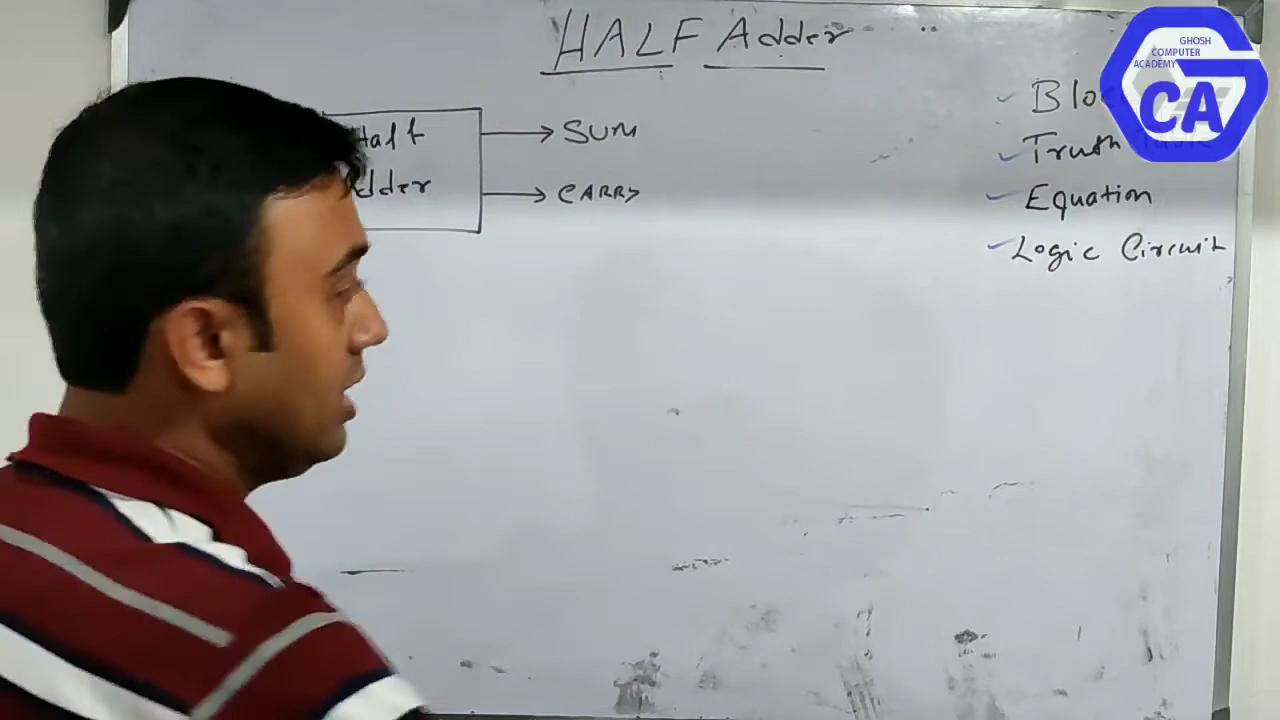 HALF Adder
GHOSH
COMPUTER
ACADEMY
CA
Half
Adder
SUM
CARRY
Truth
Equation
Logic Circuit